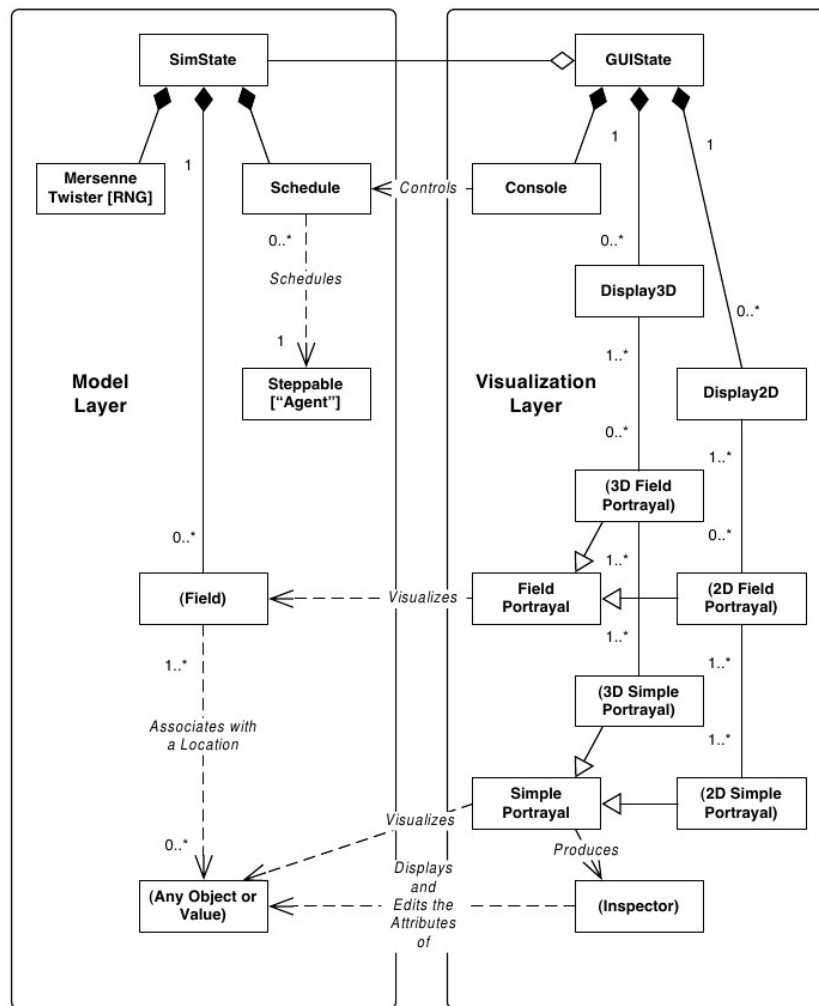 SimState
GUIState
1
1
1
Mersenne
Twister [RNG]
Schedule
Controls
Console
0..*
0..*
Schedules
Display3D
0..*
1
1..*
Model
Layer
Steppable
[“Agent”]
Visualization
Layer
Display2D
0..*
1..*
(3D Field
Portrayal)
0..*
0..*
1..*
(Field)
Visualizes
Field
Portrayal
(2D Field
Portrayal)
1..*
1..*
1..*
(3D Simple
Portrayal)
Associates with
a Location
1..*
Simple
Portrayal
(2D Simple
Portrayal)
Visualizes
0..*
Produces
Displays
and
Edits the
Attributes
of
(Any Object or
Value)
(Inspector)